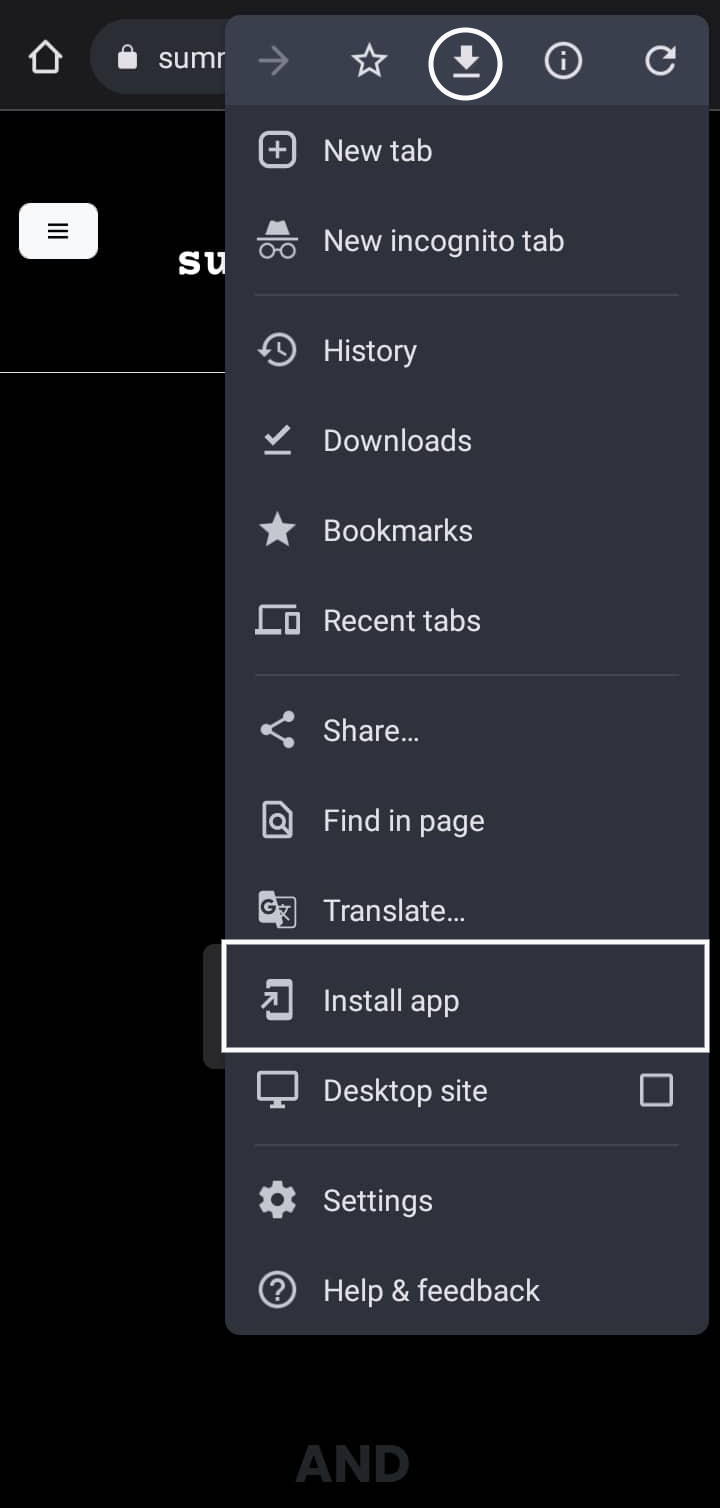 sumr
New tab
New incognito tab
su
History
Downloads
Bookmarks
Recent tabs
Share...
Find in page
Translate...
Install app
Desktop site
Settings
Help & feedback
AND